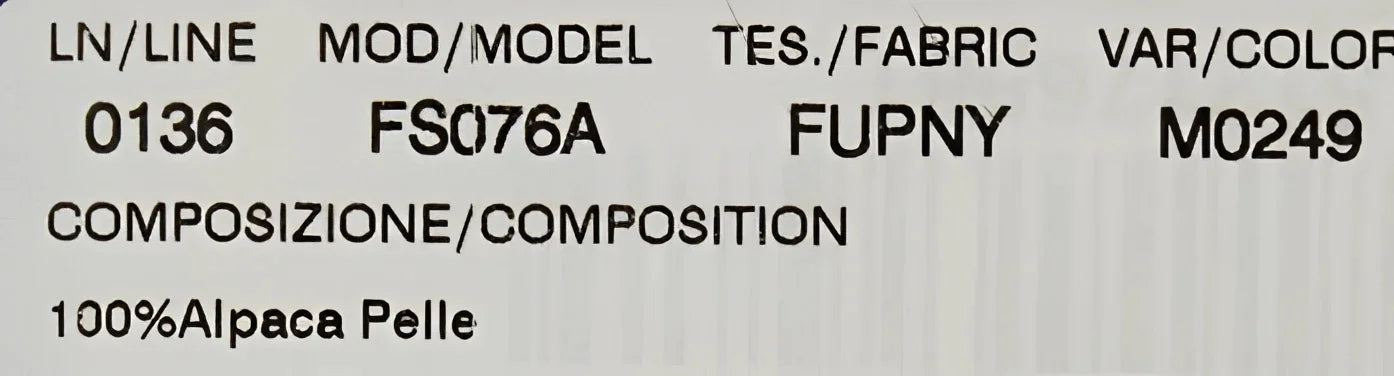 LN/LINE MOD/MODEL TES./FABRIC VAR/COLOR
0136 FS076A FUPNY M0249
COMPOSIZIONE/COMPOSITION
100%Alpaca Pelle